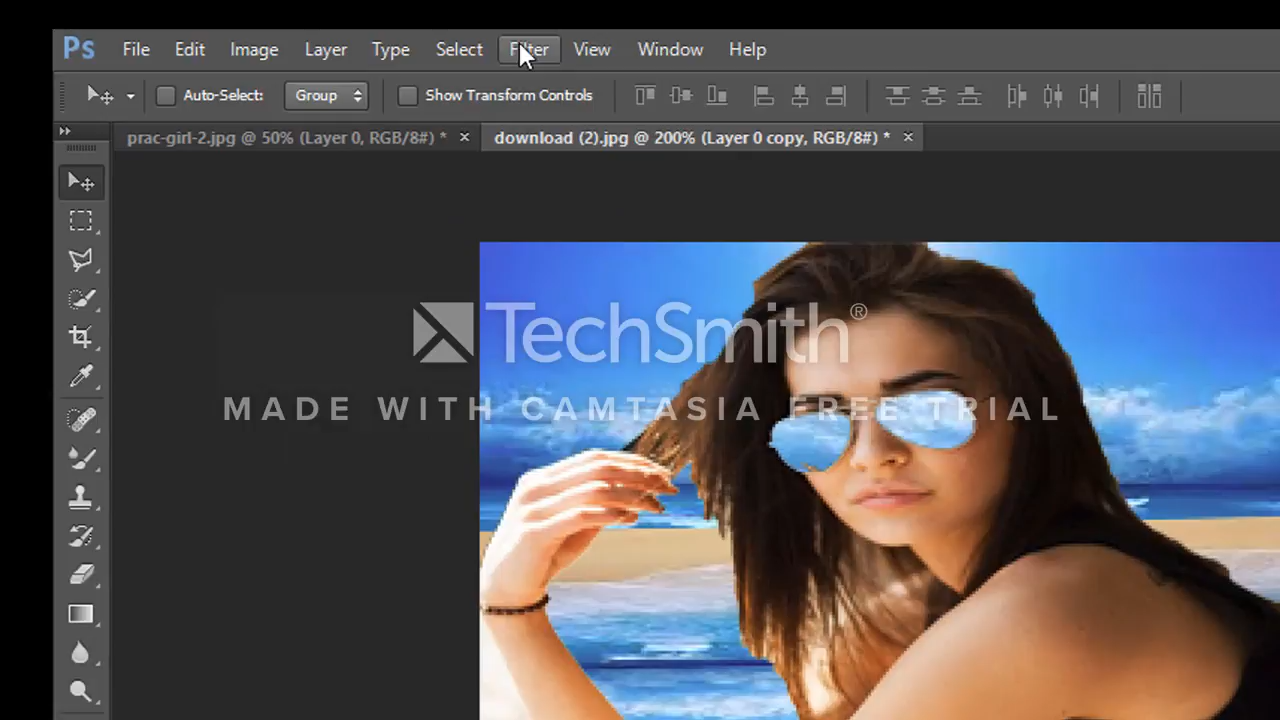 Ps File Edit Image Layer Type Select Filter View Window Help
Auto-Select: Group Show Transform Controls
prac-girl-2.jpg @ 50% (Layer 0, RGB/8#) * × download (2).jpg @ 200% (Layer 0 copy, RGB/8#) * ×
TechSmith®
MADE WITH CAMTASIA FREE TRIAL